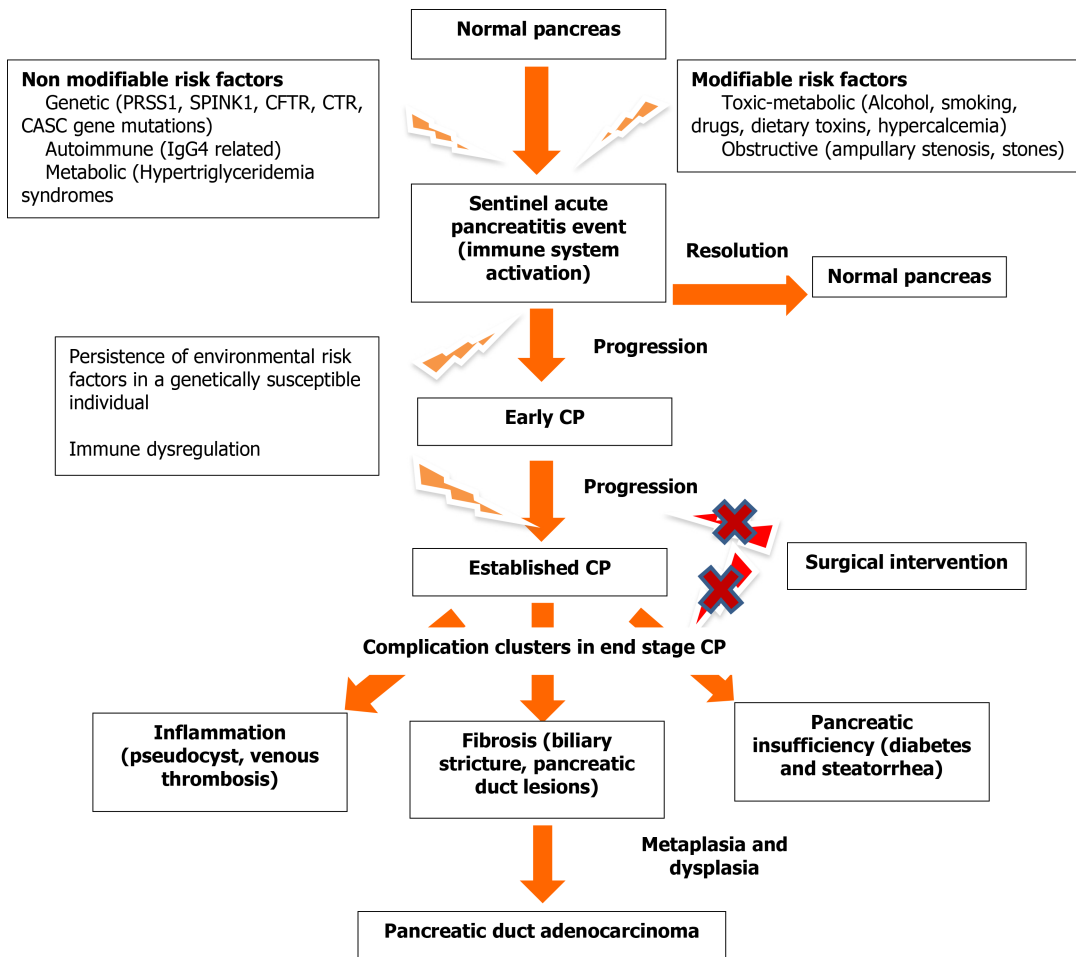 Normal pancreas
Non modifiable risk factors
Genetic (PRSS1, SPINK1, CFTR, CTR,
CASC gene mutations)
Autoimmune (IgG4 related)
Metabolic (Hypertriglyceridemia
syndromes
Modifiable risk factors
Toxic-metabolic (Alcohol, smoking,
drugs, dietary toxins, hypercalcemia)
Obstructive (ampullary stenosis, stones)
Sentinel acute
pancreatitis event
(immune system
activation)
Resolution
Normal pancreas
Progression
Persistence of environmental risk
factors in a genetically susceptible
individual
Immune dysregulation
Early CP
Progression
Established CP
Surgical intervention
Complication clusters in end stage CP
Inflammation
(pseudocyst, venous
thrombosis)
Fibrosis (biliary
stricture, pancreatic
duct lesions)
Pancreatic
insufficiency (diabetes
and steatorrhea)
Metaplasia and
dysplasia
Pancreatic duct adenocarcinoma